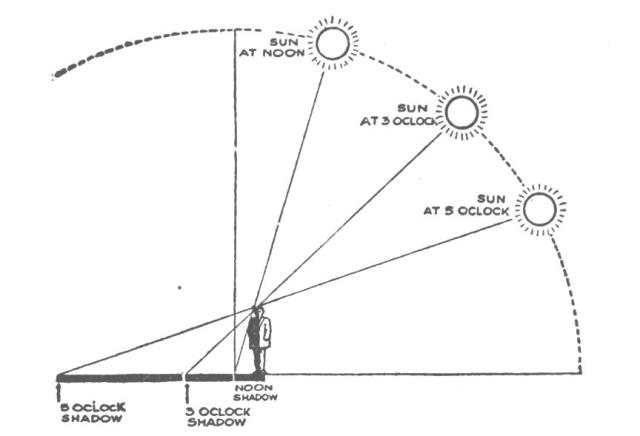 SUN
AT NOON
SUN
AT 3 OCLOCK
SUN
AT 5 OCLOCK
NOON
SHADOW
5 OCLOCK
SHADOW
3 OCLOCK
SHADOW